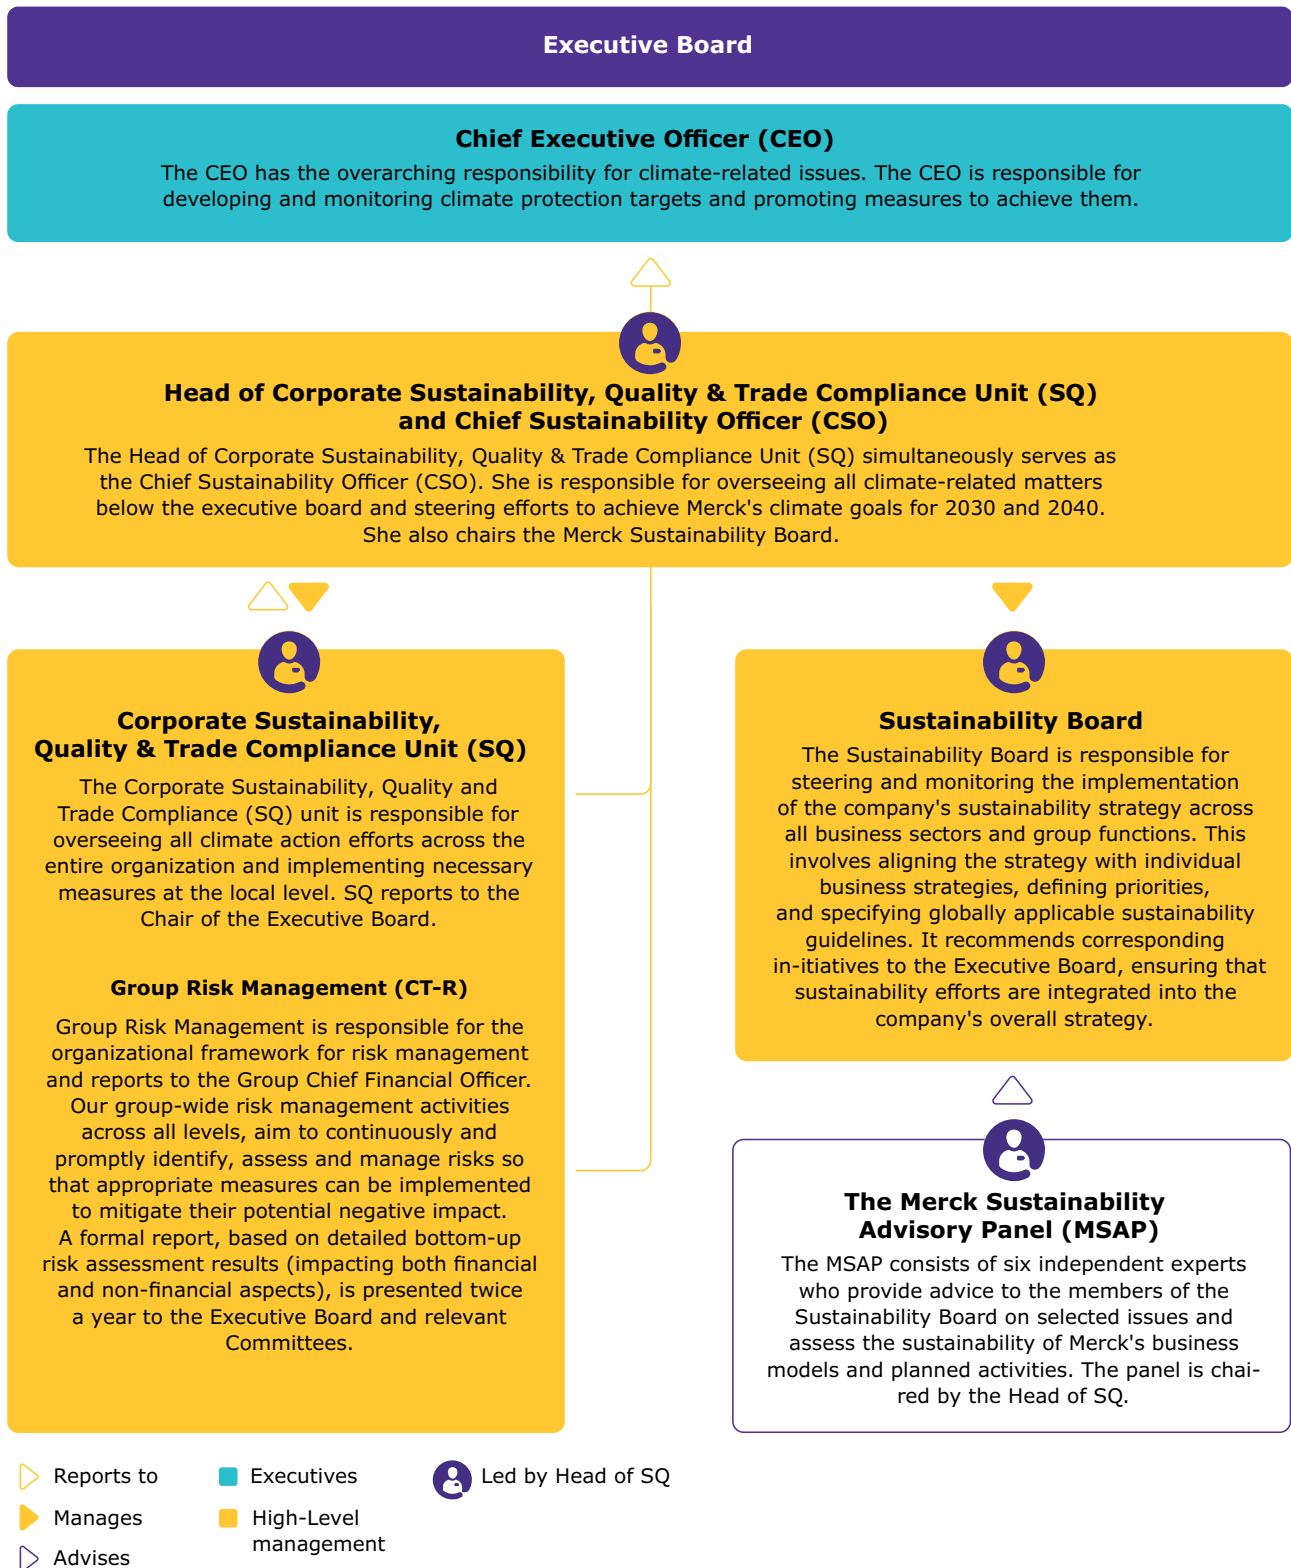 Executive Board
Chief Executive Officer (CEO)
The CEO has the overarching responsibility for climate-related issues. The CEO is responsible for
developing and monitoring climate protection targets and promoting measures to achieve them.
Head of Corporate Sustainability, Quality & Trade Compliance Unit (SQ)
and Chief Sustainability Officer (CSO)
The Head of Corporate Sustainability, Quality & Trade Compliance Unit (SQ) simultaneously serves as
the Chief Sustainability Officer (CSO). She is responsible for overseeing all climate-related matters
below the executive board and steering efforts to achieve Merck's climate goals for 2030 and 2040.
She also chairs the Merck Sustainability Board.
Corporate Sustainability,
Quality & Trade Compliance Unit (SQ)
The Corporate Sustainability, Quality and
Trade Compliance (SQ) unit is responsible for
overseeing all climate action efforts across the
entire organization and implementing necessary
measures at the local level. SQ reports to the
Chair of the Executive Board.
Group Risk Management (CT-R)
Group Risk Management is responsible for the
organizational framework for risk management
and reports to the Group Chief Financial Officer.
Our group-wide risk management activities
across all levels, aim to continuously and
promptly identify, assess and manage risks so
that appropriate measures can be implemented
to mitigate their potential negative impact.
A formal report, based on detailed bottom-up
risk assessment results (impacting both financial
and non-financial aspects), is presented twice
a year to the Executive Board and relevant
Committees.
Sustainability Board
The Sustainability Board is responsible for
steering and monitoring the implementation
of the company's sustainability strategy across
all business sectors and group functions. This
involves aligning the strategy with individual
business strategies, defining priorities,
and specifying globally applicable sustainability
guidelines. It recommends corresponding
in-itiatives to the Executive Board, ensuring that
sustainability efforts are integrated into the
company's overall strategy.
The Merck Sustainability
Advisory Panel (MSAP)
The MSAP consists of six independent experts
who provide advice to the members of the
Sustainability Board on selected issues and
assess the sustainability of Merck's business
models and planned activities. The panel is chai-
red by the Head of SQ.
Reports to
Manages
Advises
Executives
High-Level
management
Led by Head of SQ